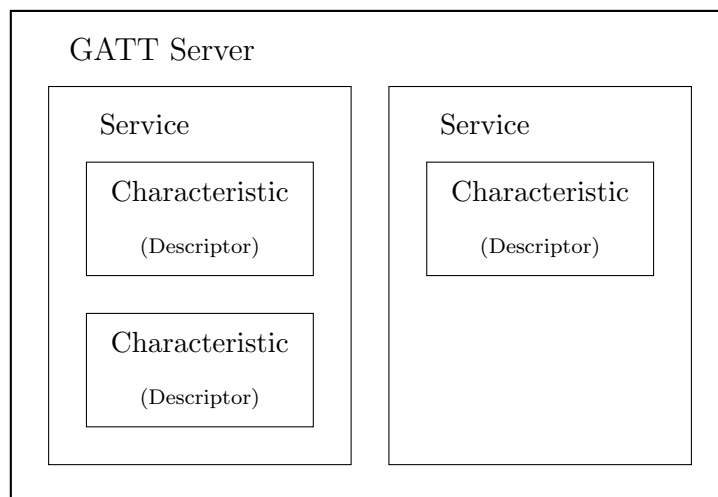 GATT Server
Service
Characteristic
(Descriptor)
Characteristic
(Descriptor)
Service
Characteristic
(Descriptor)